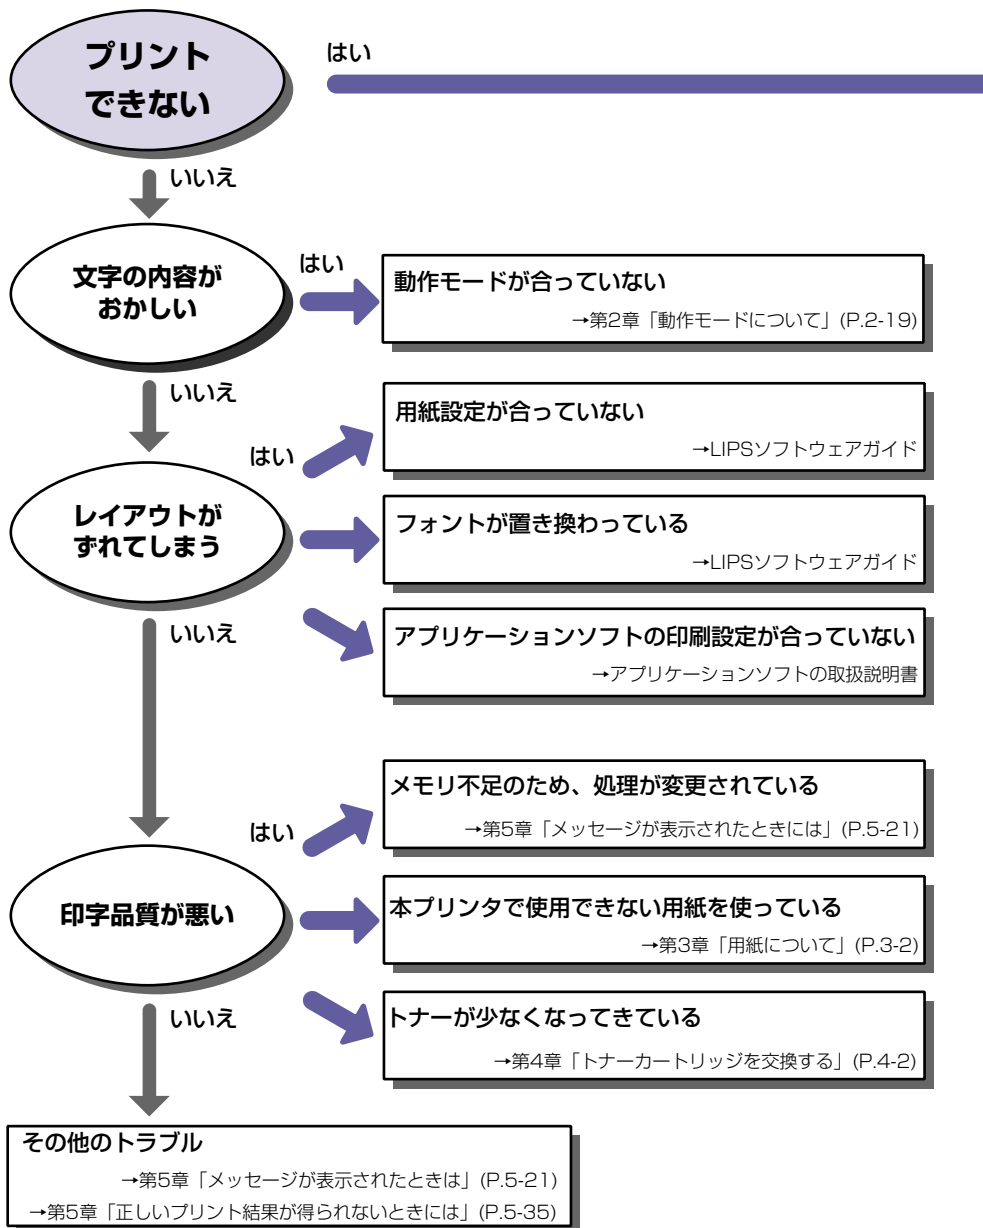 プリント
できない
はい
いいえ
文字の内容が
おかしい
はい
動作モードが合っていない
→第2章「動作モードについて」(P.2-19)
いいえ
はい
用紙設定が合っていない
→LIPSソフトウェアガイド
レイアウトが
ずれてしまう
フォントが置き換わっている
→LIPSソフトウェアガイド
アプリケーションソフトの印刷設定が合っていない
→アプリケーションソフトの取扱説明書
いいえ
はい
メモリ不足のため、処理が変更されている
→第5章「メッセージが表示されたときには」(P.5-21)
印字品質が悪い
本プリンタで使用できない用紙を使っている
→第3章「用紙について」(P.3-2)
トナーが少なくなってきている
→第4章「トナーカートリッジを交換する」(P.4-2)
いいえ
その他のトラブル
→第5章「メッセージが表示されたときは」(P.5-21)
→第5章「正しいプリント結果が得られないときには」(P.5-35)